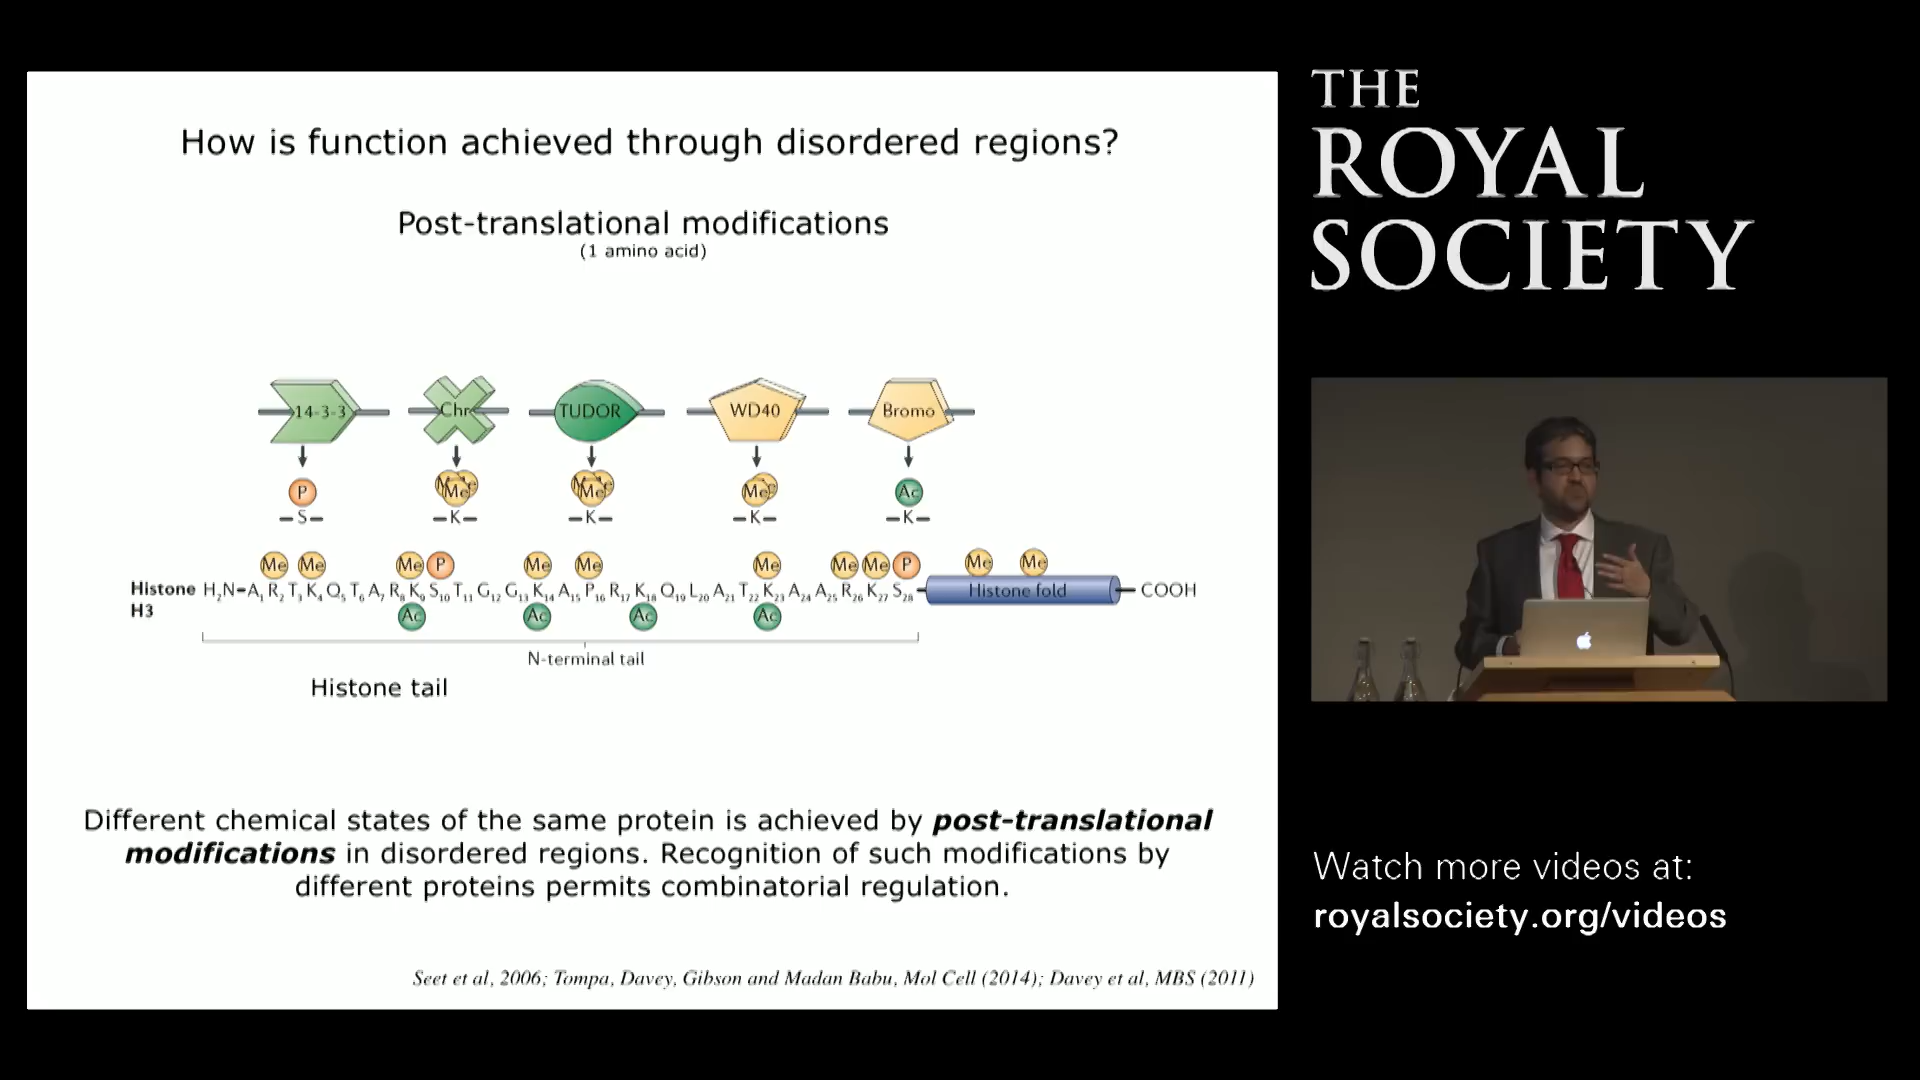 How is function achieved through disordered regions?
Post-translational modifications
(1 amino acid)
14-3-3 Chr TUDOR WD40 Bromo
P Me Me Me Ac
–S– –K– –K– –K– –K–
Me Me Me P Me Me Me Me Me P Me Me
Histone H₂N–A₁ R₂ T₃ K₄ Q₅ T₆ A₇ R₈ K₉ S₁₀ T₁₁ G₁₂ G₁₃ K₁₄ A₁₅ P₁₆ R₁₇ K₁₈ Q₁₉ L₂₀ A₂₁ T₂₂ K₂₃ A₂₄ A₂₅ R₂₆ K₂₇ S₂₈ Histone fold COOH
H3
Ac Ac Ac Ac
N-terminal tail
Histone tail
Different chemical states of the same protein is achieved by post-translational
modifications in disordered regions. Recognition of such modifications by
different proteins permits combinatorial regulation.
Seet et al, 2006; Tompa, Davey, Gibson and Madan Babu, Mol Cell (2014); Davey et al, MBS (2011)
THE
ROYAL
SOCIETY
Watch more videos at:
royalsociety.org/videos